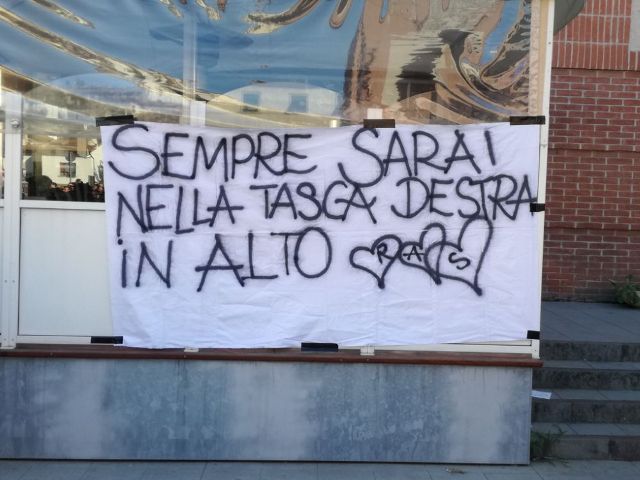 SEMPRE SARAI
NELLA TASCA DESTRA
iN ALTO R A S